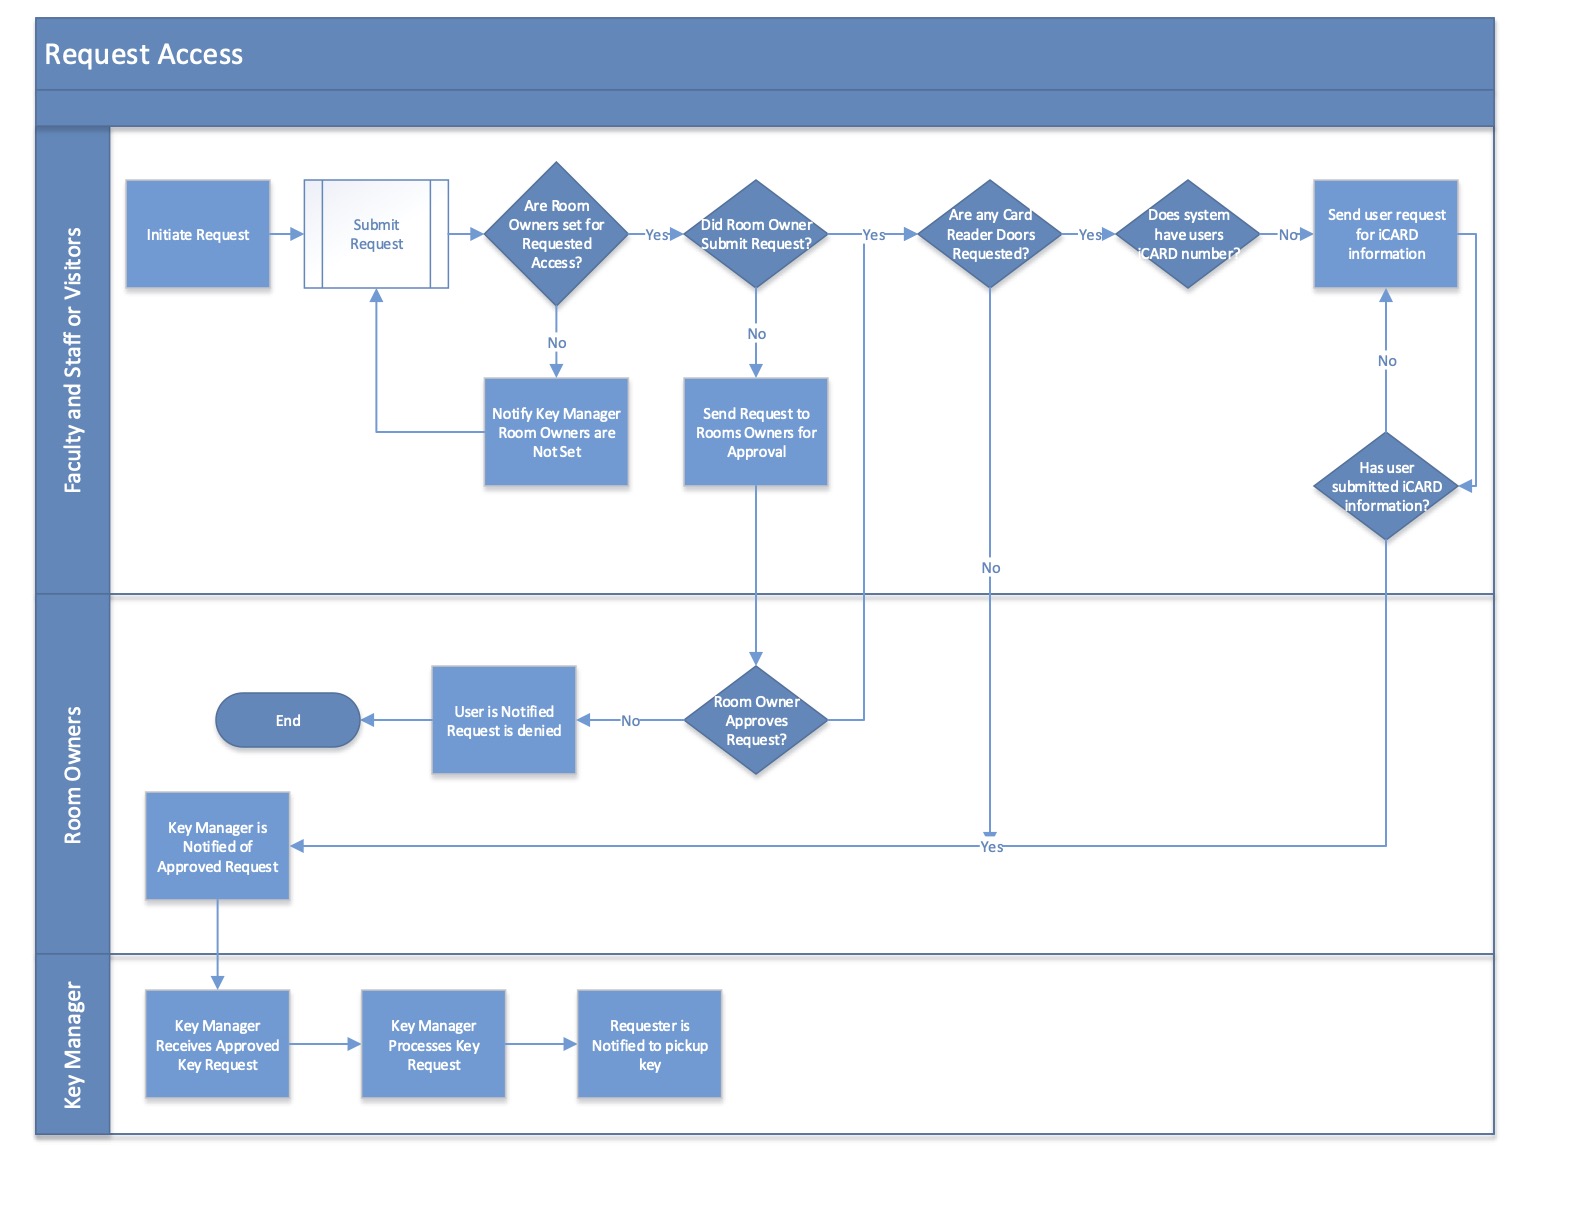 Request Access
Faculty and Staff or Visitors
Initiate Request
Submit
Request
Are Room
Owners set for
Requested
Access?
Yes
Did Room Owner
Submit Request?
Yes
Are any Card
Reader Doors
Requested?
Yes
Does system
have users
iCARD number?
No
Send user request
for iCARD
information
No
No
No
Notify Key Manager
Room Owners are
Not Set
Send Request to
Rooms Owners for
Approval
Has user
submitted iCARD
information?
No
Room Owners
End
User is Notified
Request is denied
No
Room Owner
Approves
Request?
Key Manager is
Notified of
Approved Request
Yes
Key Manager
Key Manager
Receives Approved
Key Request
Key Manager
Processes Key
Request
Requester is
Notified to pickup
key